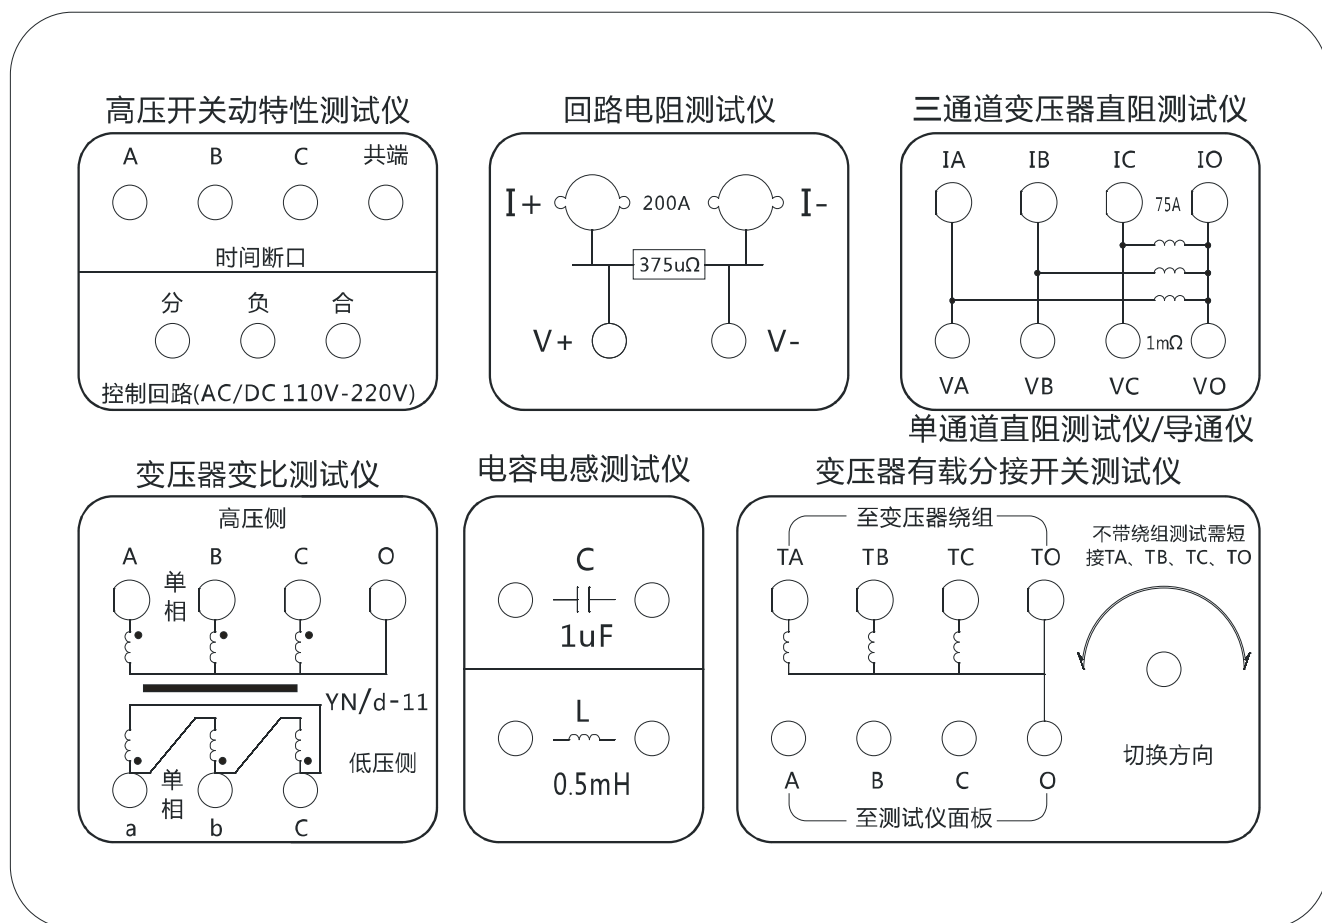 高压开关动特性测试仪
A B C 共端
时间断口
分 负 合
控制回路(AC/DC 110V-220V)
回路电阻测试仪
I+ 200A I-
375uΩ
V+ V-
三通道变压器直阻测试仪
IA IB IC IO
75A
1mΩ
VA VB VC VO
单通道直阻测试仪/导通仪
变压器变比测试仪
高压侧
A B C O
单
相
YN/d-11
低压侧
单
相
a b C
电容电感测试仪
C
1uF
L
0.5mH
变压器有载分接开关测试仪
至变压器绕组
TA TB TC TO
不带绕组测试需短
接TA、TB、TC、TO
切换方向
A B C O
至测试仪面板